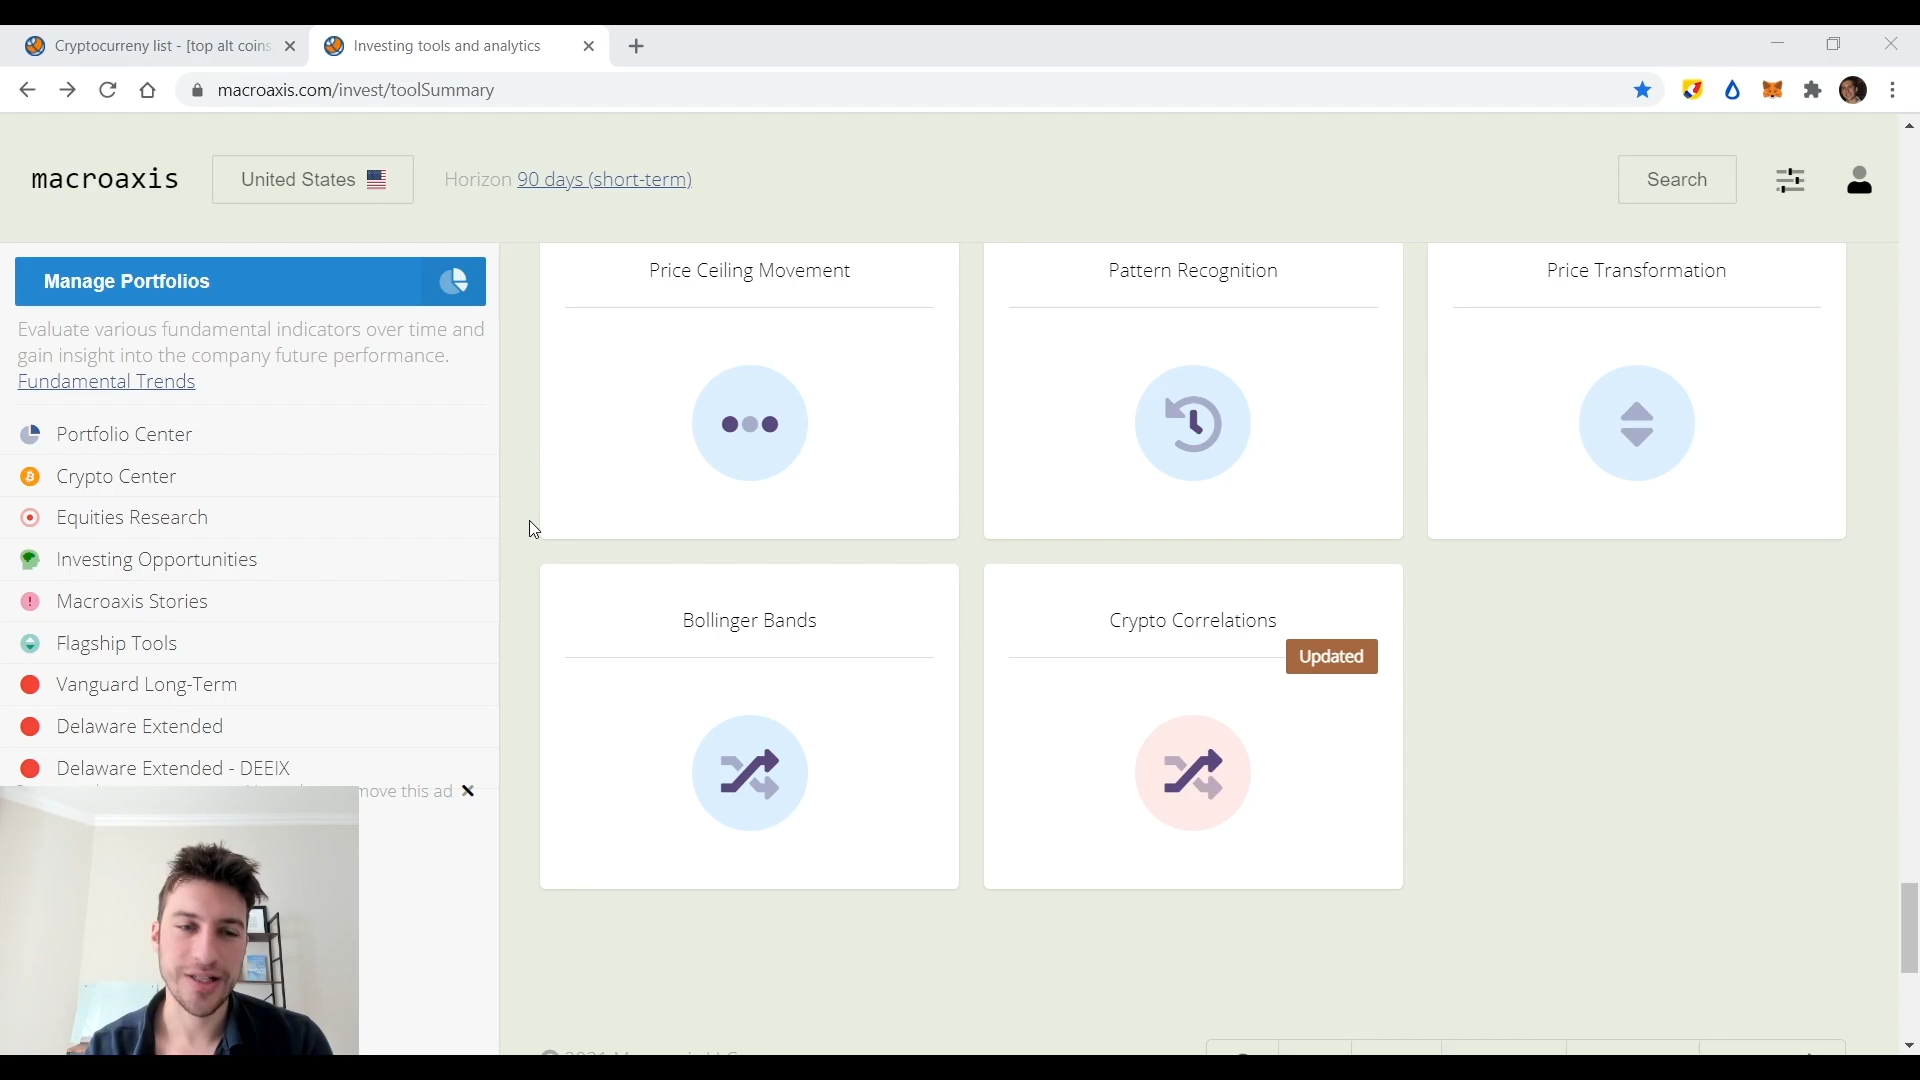 Cryptocurreny list - [top alt coins
Investing tools and analytics
macroaxis.com/invest/toolSummary
macroaxis
United States
Horizon 90 days (short-term)
Search
Manage Portfolios
Evaluate various fundamental indicators over time and
gain insight into the company future performance.
Fundamental Trends
Portfolio Center
Crypto Center
Equities Research
Investing Opportunities
Macroaxis Stories
Flagship Tools
Vanguard Long-Term
Delaware Extended
Delaware Extended - DEEIX
move this ad
Price Ceiling Movement
Pattern Recognition
Price Transformation
Bollinger Bands
Crypto Correlations
Updated